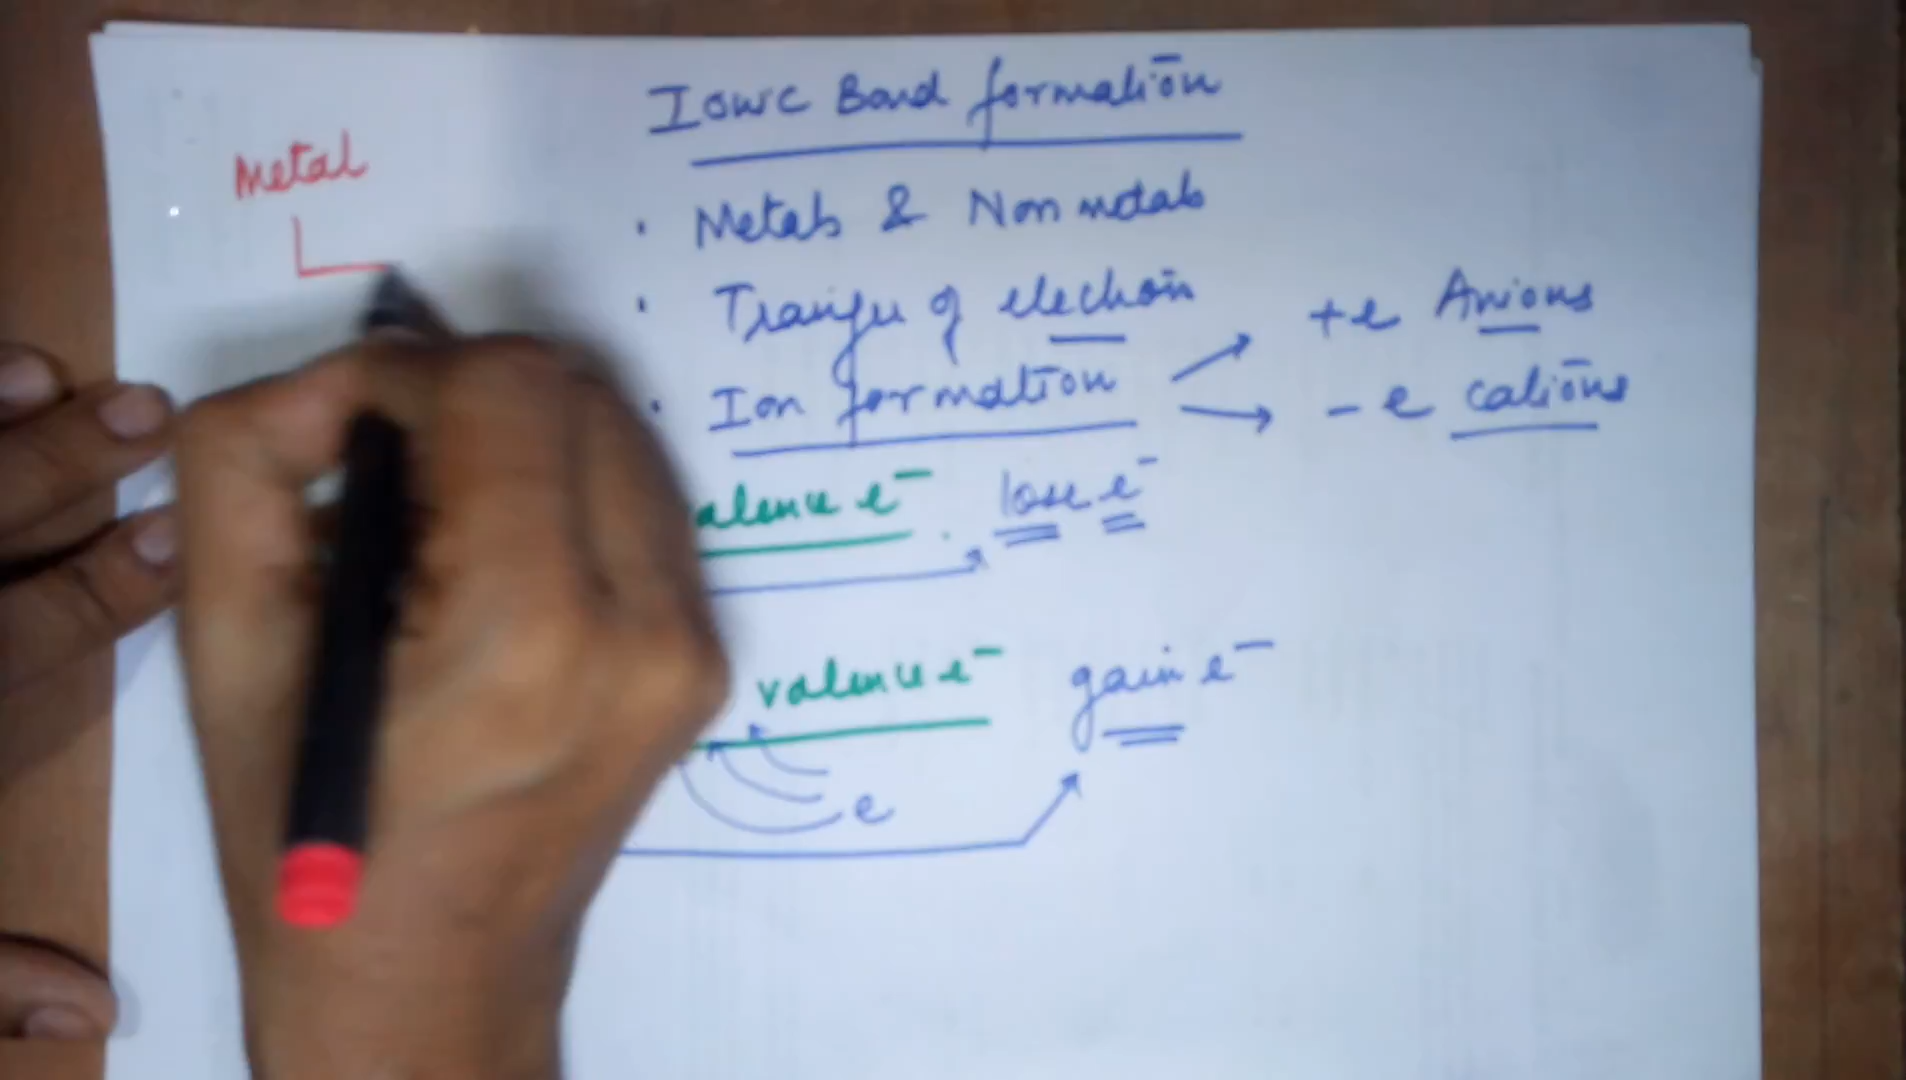 Ionic Bond formation
Metal
• Metals & Non metals
• Transfer of electron
+e Anions
• Ion formation
- e cations
valence e⁻ . lose e⁻
valence e⁻ gain e⁻
e